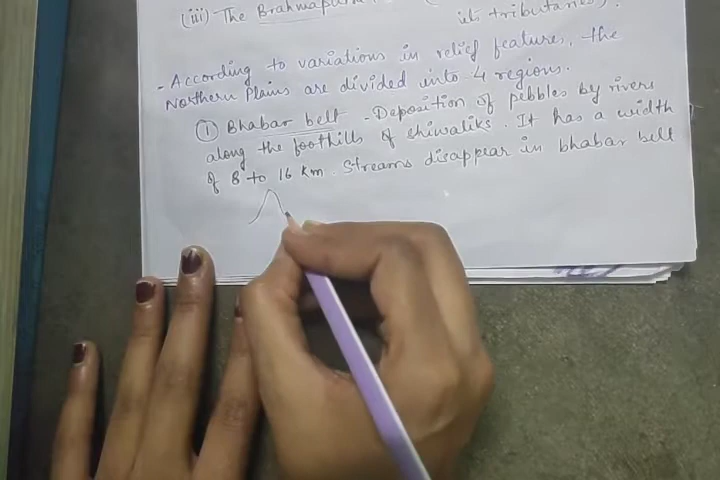 (iii) The Brahmaputra
its tributaries).
- According to variations in relief features, the
Northern Plains are divided into 4 regions.
① Bhabar belt - Deposition of pebbles by rivers
along the foothills of shiwaliks. It has a width
of 8 to 16 Km. Streams disappear in bhabar belt